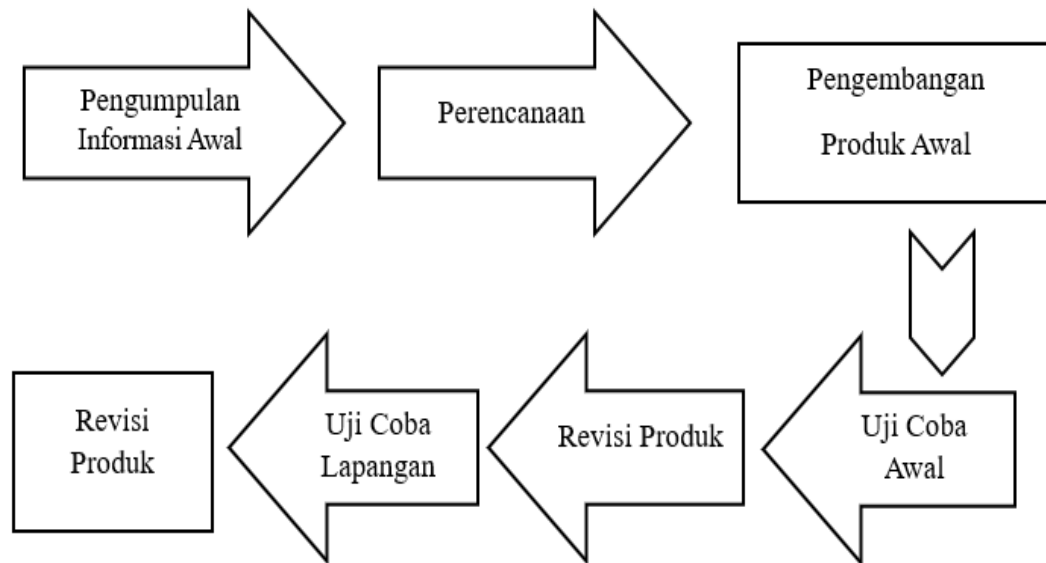 Pengumpulan
Informasi Awal
Perencanaan
Pengembangan
Produk Awal
Uji Coba
Awal
Revisi Produk
Uji Coba
Lapangan
Revisi
Produk